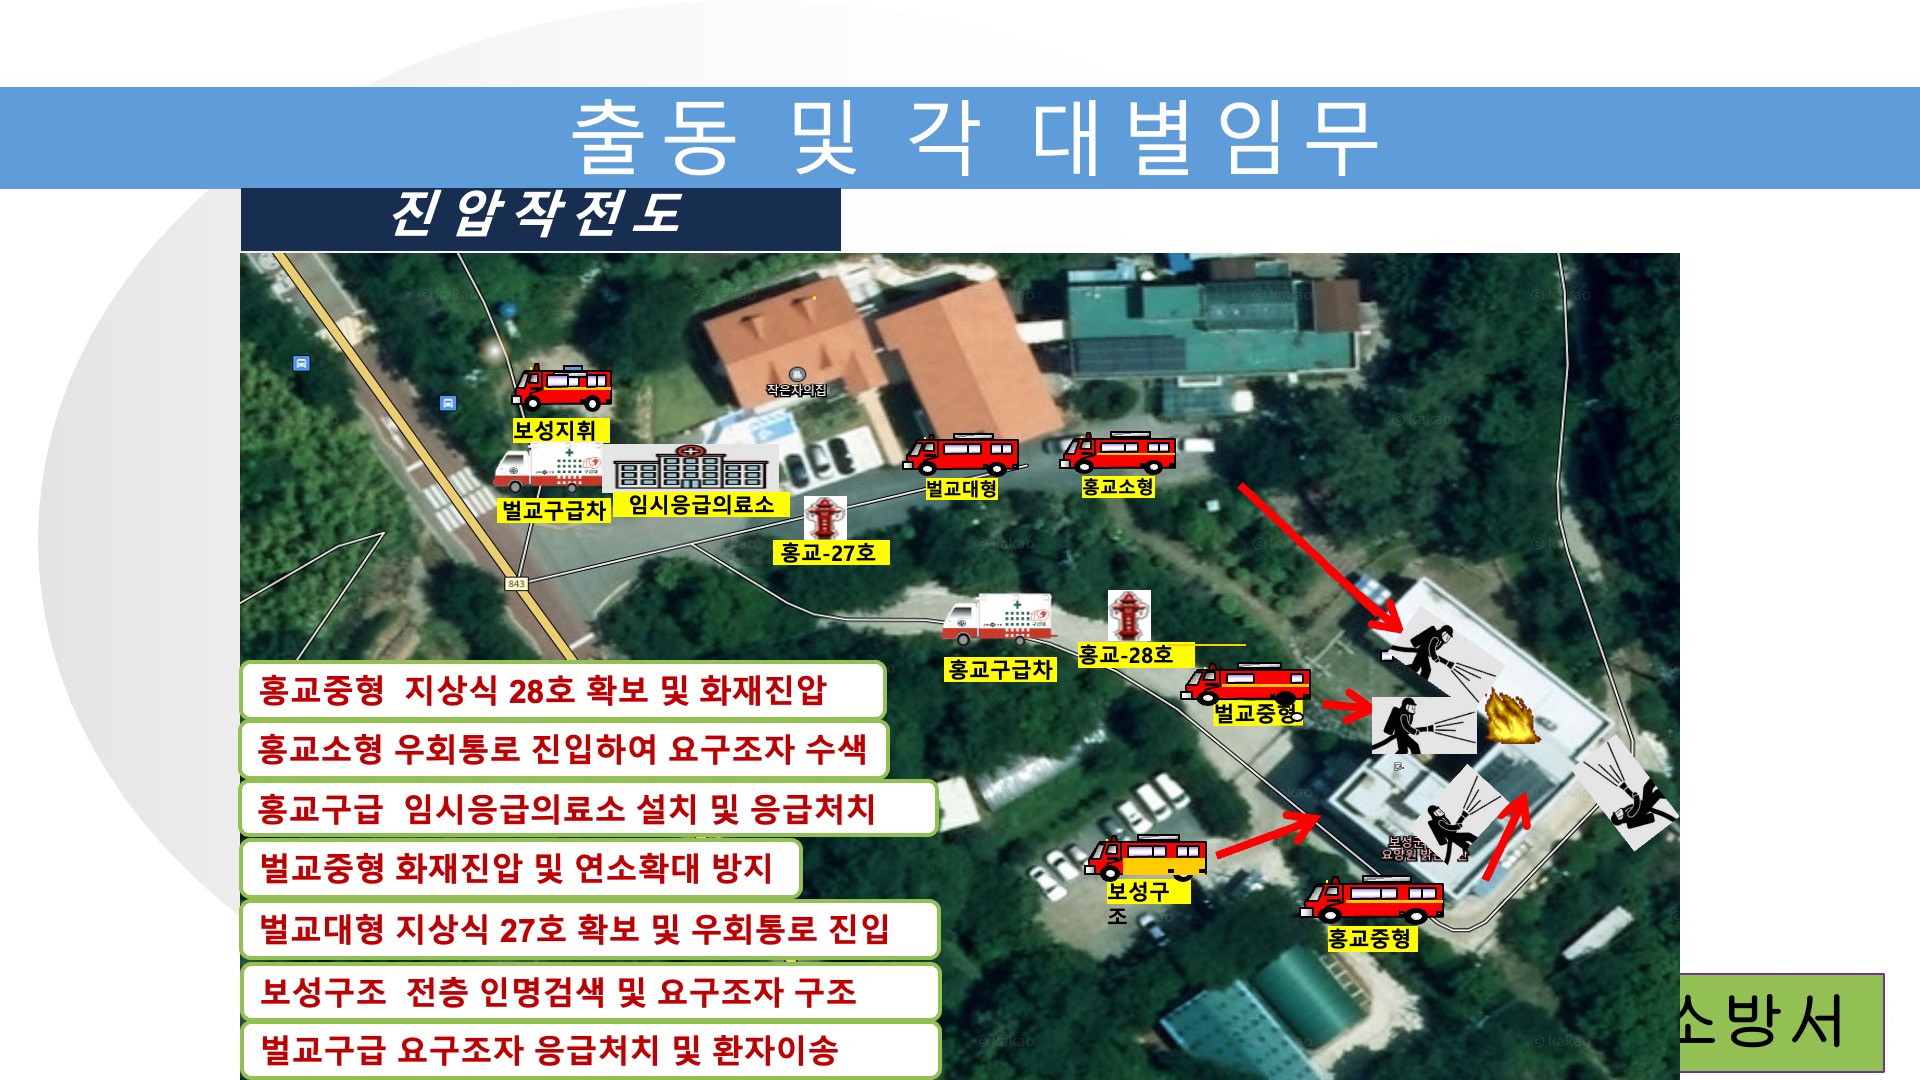 출동 및 각 대별임무
진압작전도
작은자의집
보성지휘
벌교구급차
임시응급의료소
벌교대형
홍교소형
홍교-27호
843
홍교구급차
홍교-28호
벌교중형
홍교중형 지상식 28호 확보 및 화재진압
홍교소형 우회통로 진입하여 요구조자 수색
홍교구급 임시응급의료소 설치 및 응급처치
벌교중형 화재진압 및 연소확대 방지
벌교대형 지상식 27호 확보 및 우회통로 진입
보성구조 전층 인명검색 및 요구조자 구조
벌교구급 요구조자 응급처치 및 환자이송
보성구
조
홍교중형
소방서
© kakao